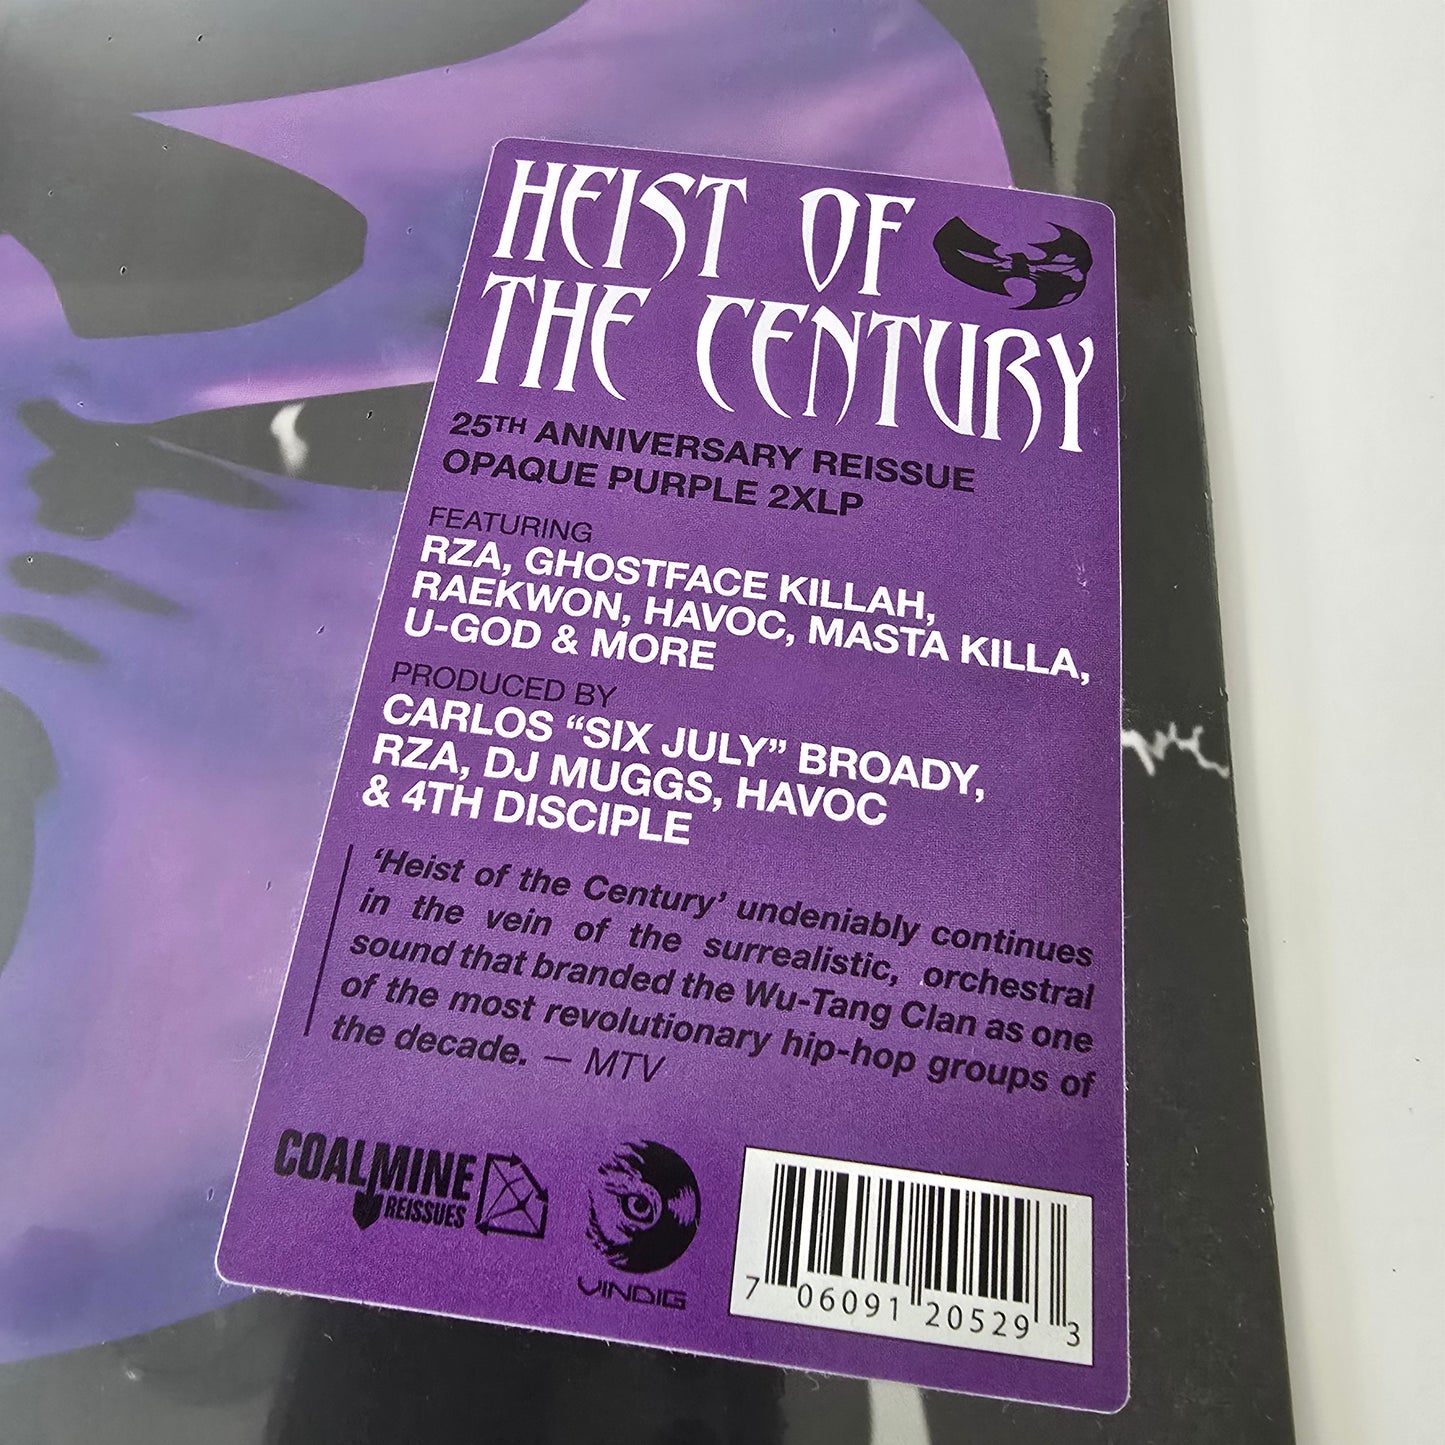 HEIST OF
THE CENTURY
25TH ANNIVERSARY REISSUE
OPAQUE PURPLE 2XLP
FEATURING
RZA, GHOSTFACE KILLAH,
RAEKWON, HAVOC, MASTA KILLA,
U-GOD & MORE
PRODUCED BY
CARLOS “SIX JULY” BROADY,
RZA, DJ MUGGS, HAVOC
& 4TH DISCIPLE
‘Heist of the Century’ undeniably continues
in the vein of the surrealistic, orchestral
sound that branded the Wu-Tang Clan as one
of the most revolutionary hip-hop groups of
the decade. — MTV
COALMINE
REISSUES
VINDIG
7 06091 20529 3